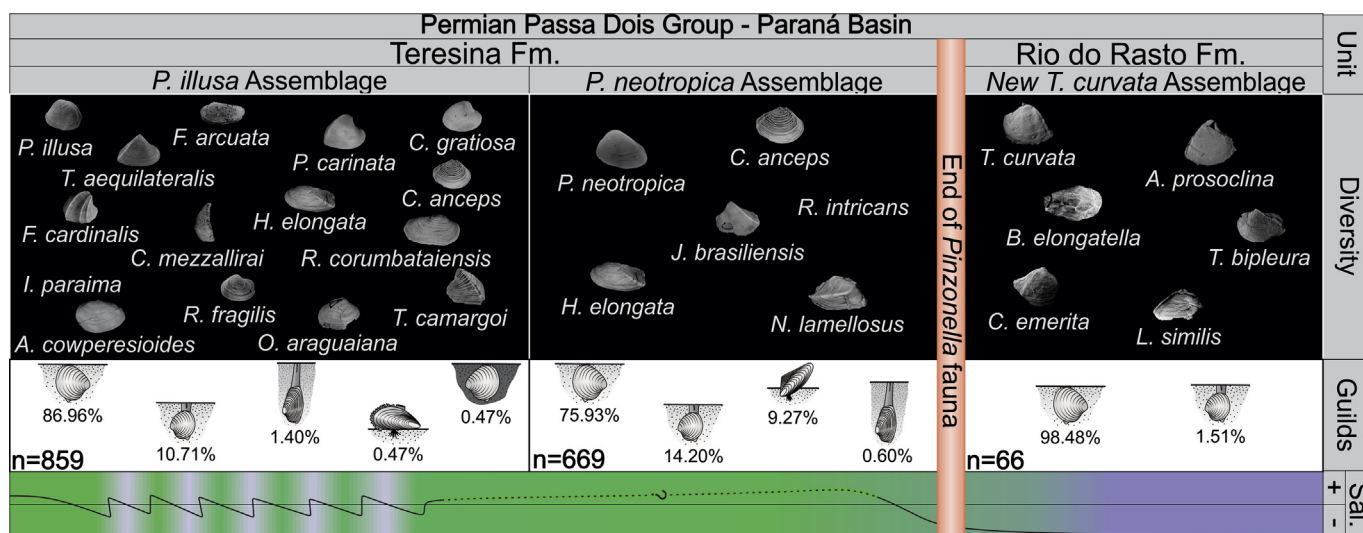 Permian Passa Dois Group - Paraná Basin
Teresina Fm.
Rio do Rasto Fm.
Unit
P. illusa Assemblage
P. neotropica Assemblage
New T. curvata Assemblage
P. illusa
F. arcuata
P. carinata
C. gratiosa
T. aequilateralis
C. anceps
H. elongata
F. cardinalis
C. mezzallirai
R. corumbataiensis
I. paraima
R. fragilis
T. camargoi
A. cowperesioides
O. araguaiana
C. anceps
P. neotropica
R. intricans
J. brasiliensis
H. elongata
N. lamellosus
End of Pinzonella fauna
T. curvata
A. prosoclina
B. elongatella
T. bipleura
C. emerita
L. similis
Diversity
86.96%
10.71%
1.40%
0.47%
0.47%
n=859
75.93%
14.20%
9.27%
0.60%
n=669
98.48%
1.51%
n=66
Guilds
?
+
-
Sal.